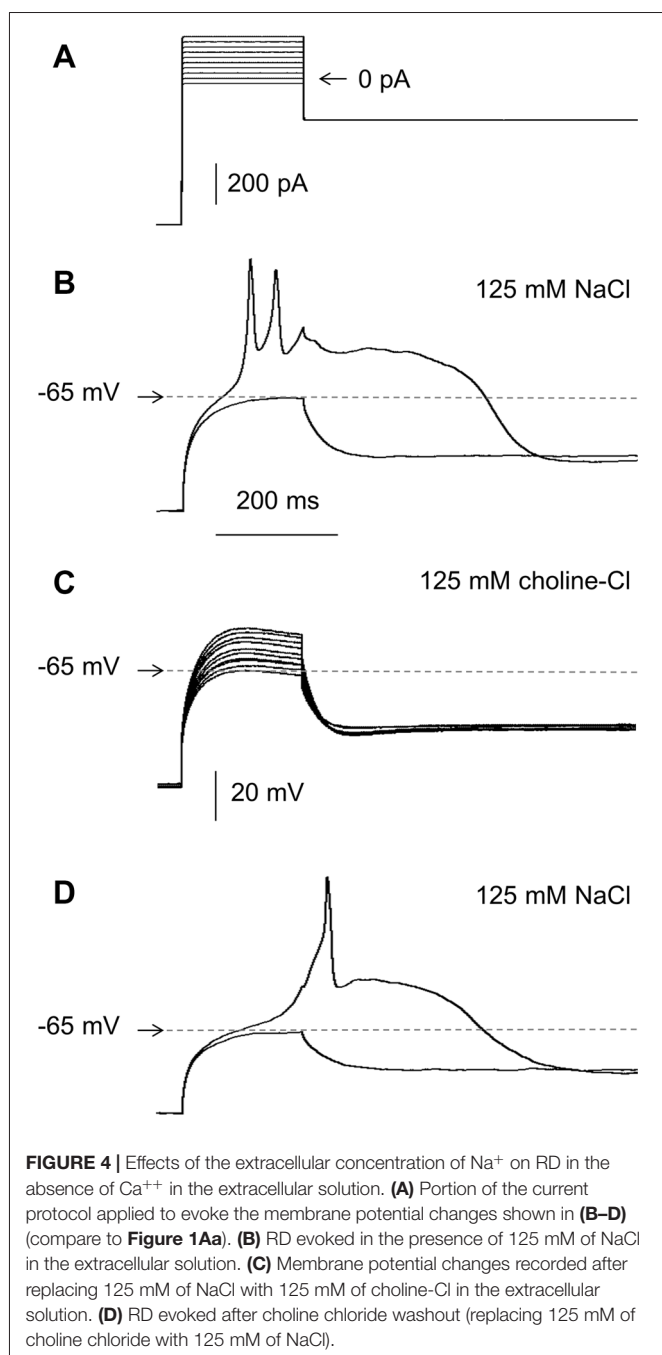 A
← 0 pA
200 pA
B
125 mM NaCl
-65 mV →
200 ms
C
125 mM choline-Cl
-65 mV →
20 mV
D
125 mM NaCl
-65 mV →
FIGURE 4 | Effects of the extracellular concentration of Na⁺ on RD in the
absence of Ca⁺⁺ in the extracellular solution. (A) Portion of the current
protocol applied to evoke the membrane potential changes shown in (B–D)
(compare to Figure 1Aa). (B) RD evoked in the presence of 125 mM of NaCl
in the extracellular solution. (C) Membrane potential changes recorded after
replacing 125 mM of NaCl with 125 mM of choline-Cl in the extracellular
solution. (D) RD evoked after choline chloride washout (replacing 125 mM of
choline chloride with 125 mM of NaCl).